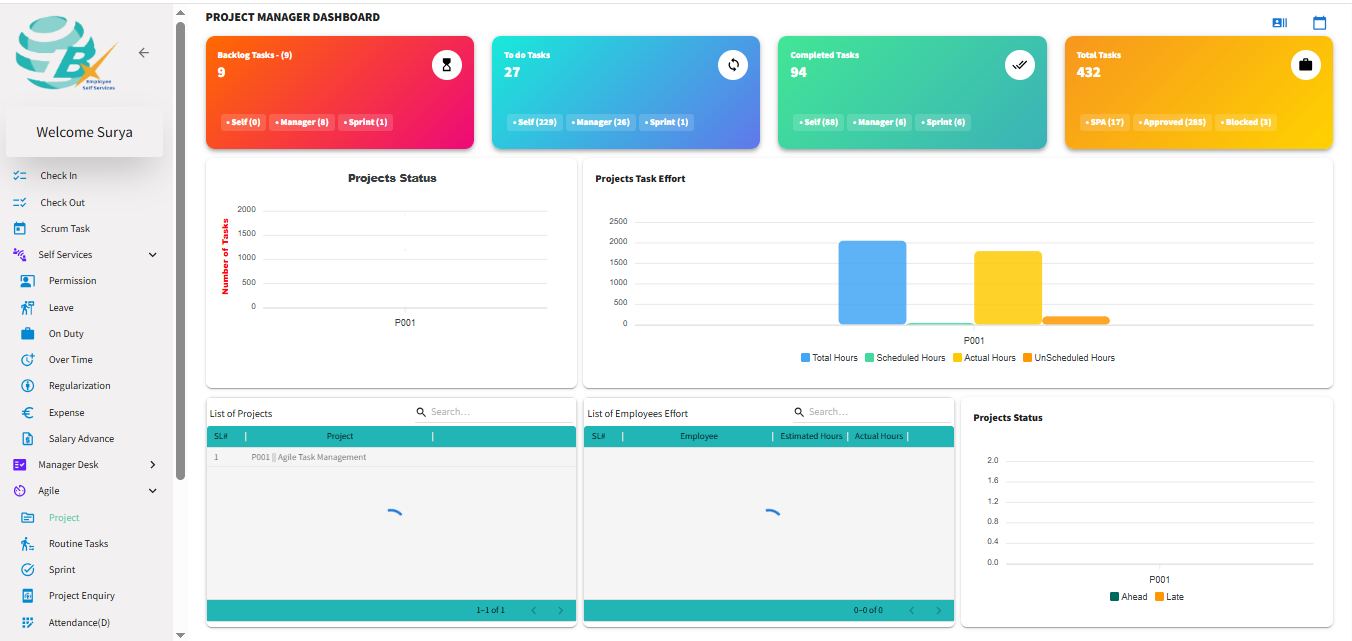 PROJECT MANAGER DASHBOARD
BX
Employee
Self Services
Welcome Surya
Check In
Check Out
Scrum Task
Self Services
Permission
Leave
On Duty
Over Time
Regularization
Expense
Salary Advance
Manager Desk
Agile
Project
Routine Tasks
Sprint
Project Enquiry
Attendance(D)
Backlog Tasks - (9)
9
• Self (0) • Manager (8) • Sprint (1)
To do Tasks
27
• Self (229) • Manager (26) • Sprint (1)
Completed Tasks
94
• Self (88) • Manager (6) • Sprint (6)
Total Tasks
432
• SPA (17) • Approved (285) • Blocked (3)
Projects Status
Number of Tasks
2000
1500
1000
500
0
P001
Projects Task Effort
2500
2000
1500
1000
500
0
P001
Total Hours Scheduled Hours Actual Hours UnScheduled Hours
List of Projects Search...
SL# Project
1 P001 || Agile Task Management
1–1 of 1
List of Employees Effort Search...
SL# Employee Estimated Hours Actual Hours
0–0 of 0
Projects Status
2.0
1.6
1.2
0.8
0.4
0.0
P001
Ahead Late